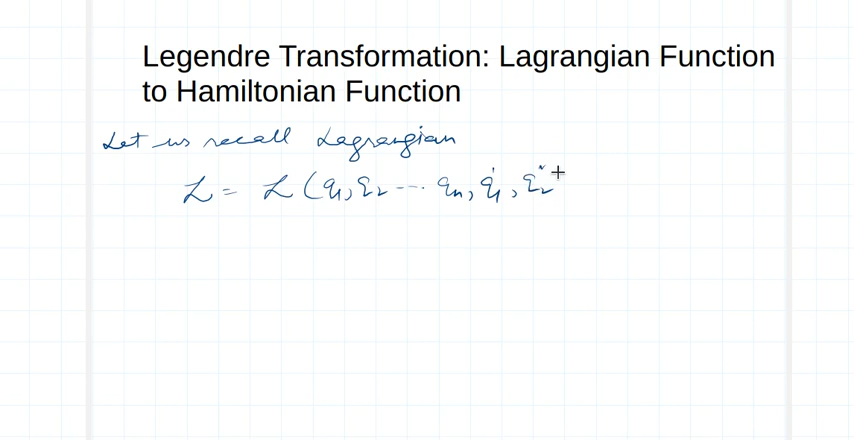 Legendre Transformation: Lagrangian Function
to Hamiltonian Function
Let us recall Lagrangian
L = L (q₁, q₂ --- qₙ, q̇₁, q̇₂